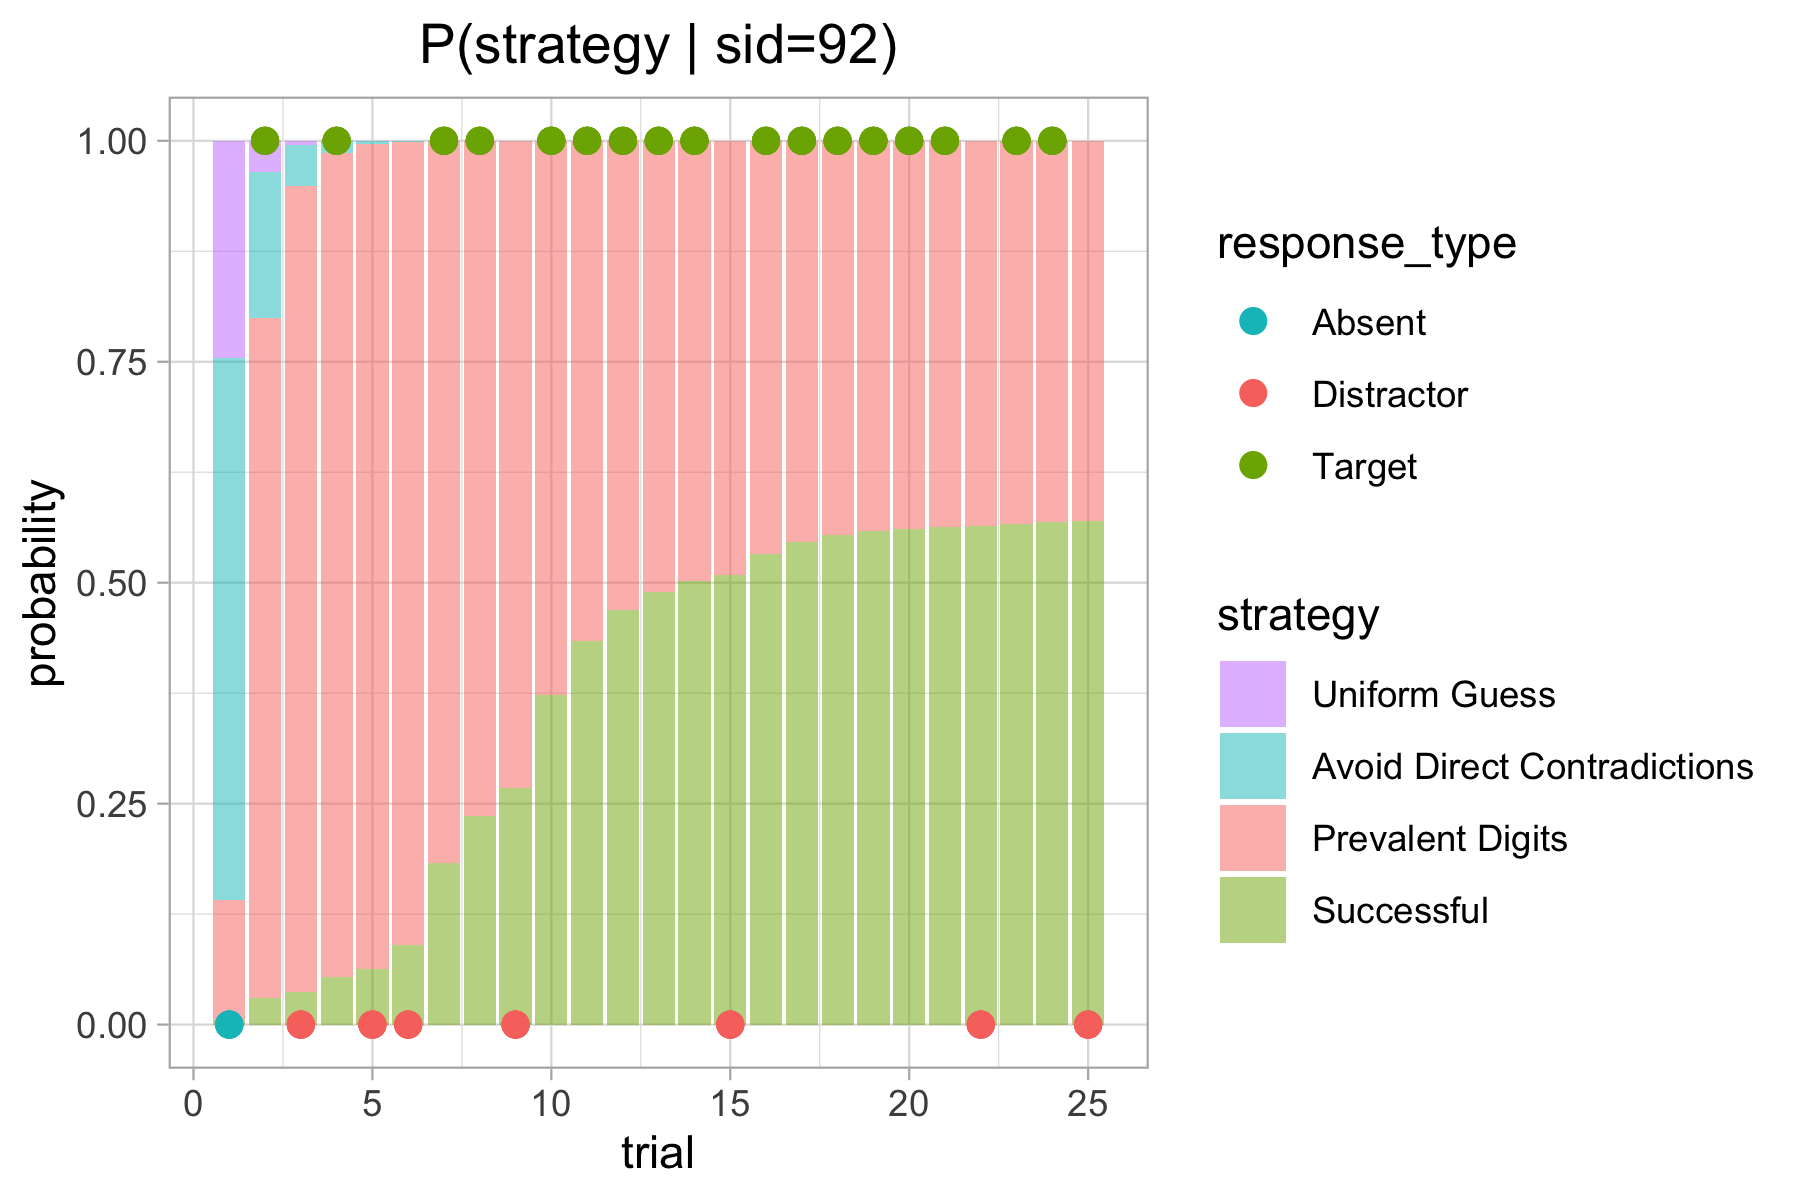 P(strategy | sid=92)
probability
1.00
0.75
0.50
0.25
0.00
0 5 10 15 20 25
trial
response_type
Absent
Distractor
Target
strategy
Uniform Guess
Avoid Direct Contradictions
Prevalent Digits
Successful